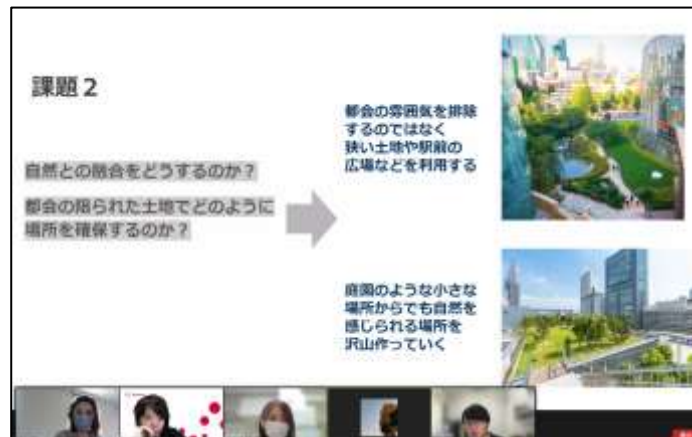 課題２
自然との融合をどうするのか？
都会の限られた土地でどのように
場所を確保するのか？
都会の雰囲気を排除
するのではなく
狭い土地や駅前の
広場などを利用する
庭園のような小さな
場所からでも自然を
感じられる場所を
沢山作っていく